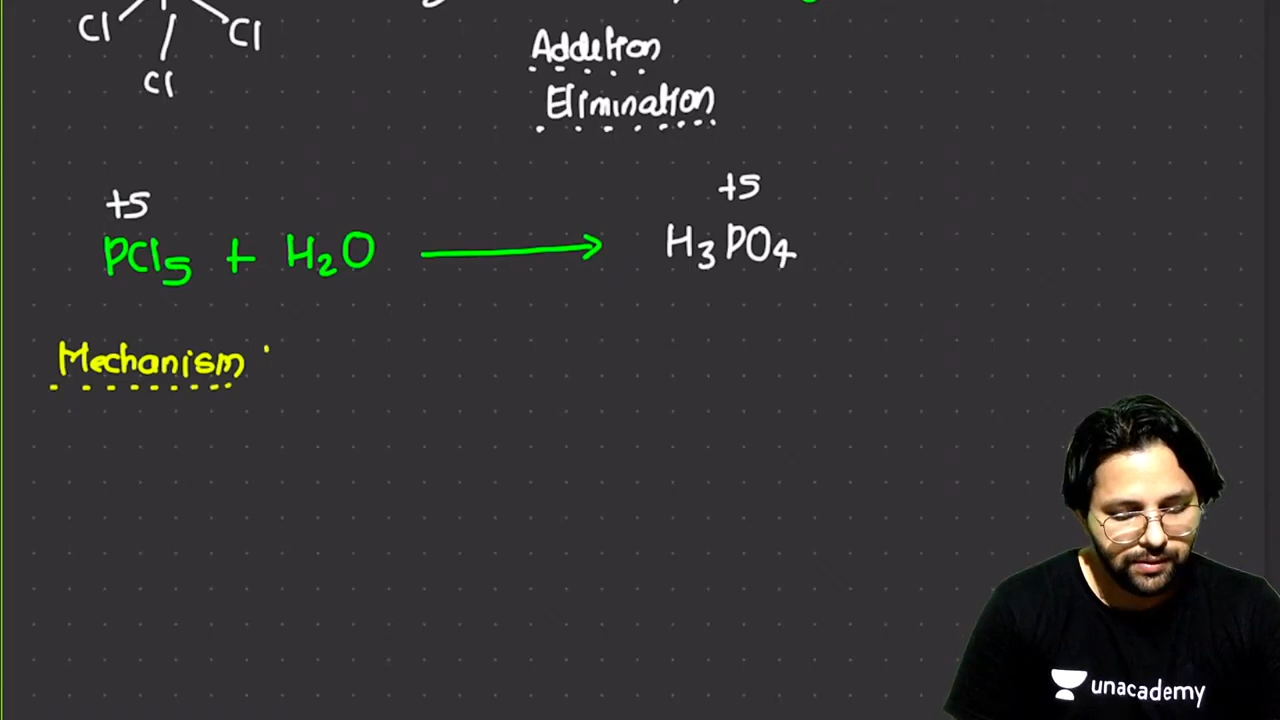 Cl Cl
Cl
Addition
Elimination
+5 +5
PCl5 + H2O ⟶ H3PO4
Mechanism
unacademy